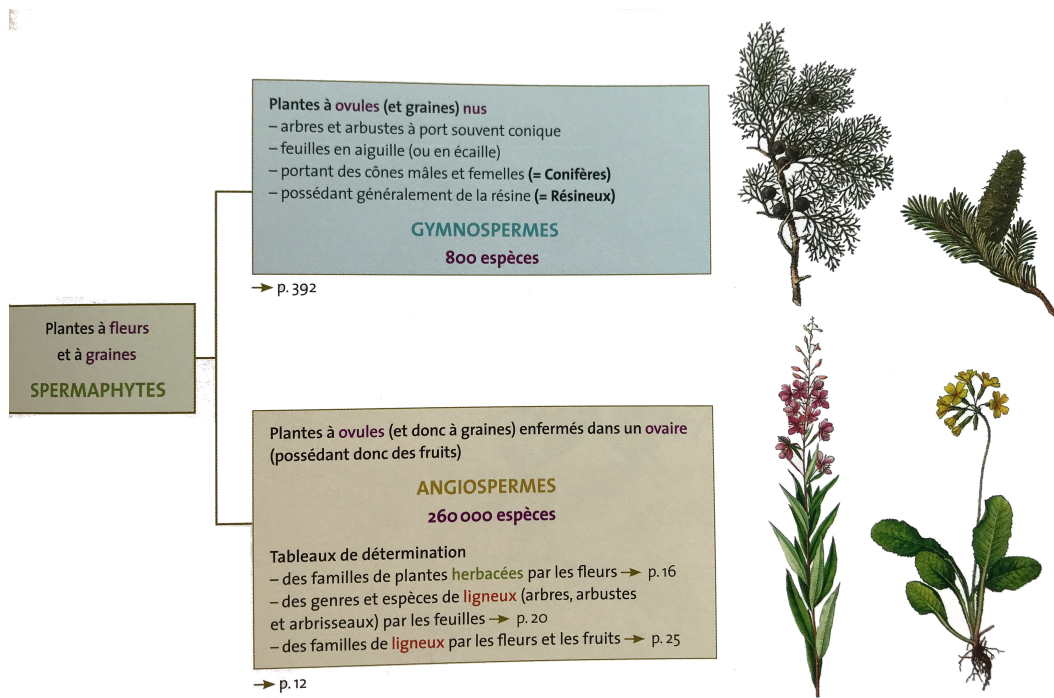 Plantes à ovules (et graines) nus
– arbres et arbustes à port souvent conique
– feuilles en aiguille (ou en écaille)
– portant des cônes mâles et femelles (= Conifères)
– possédant généralement de la résine (= Résineux)
GYMNOSPERMES
800 espèces
→ p. 392
Plantes à fleurs
et à graines
SPERMAPHYTES
Plantes à ovules (et donc à graines) enfermés dans un ovaire
(possédant donc des fruits)
ANGIOSPERMES
260 000 espèces
Tableaux de détermination
– des familles de plantes herbacées par les fleurs → p. 16
– des genres et espèces de ligneux (arbres, arbustes
et arbrisseaux) par les feuilles → p. 20
– des familles de ligneux par les fleurs et les fruits → p. 25
→ p. 12